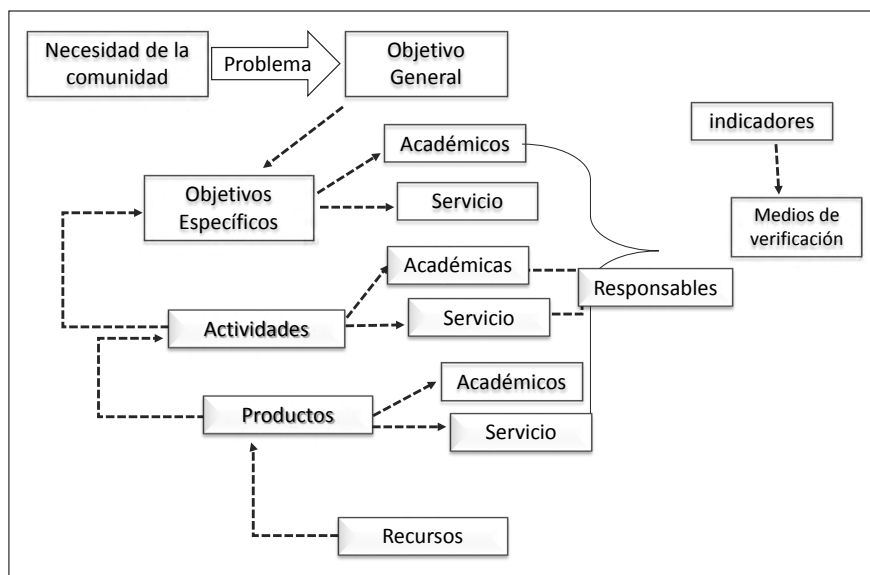 Necesidad de la
comunidad
Problema
Objetivo
General
indicadores
Académicos
Objetivos
Específicos
Servicio
Medios de
verificación
Académicas
Responsables
Actividades
Servicio
Académicos
Productos
Servicio
Recursos